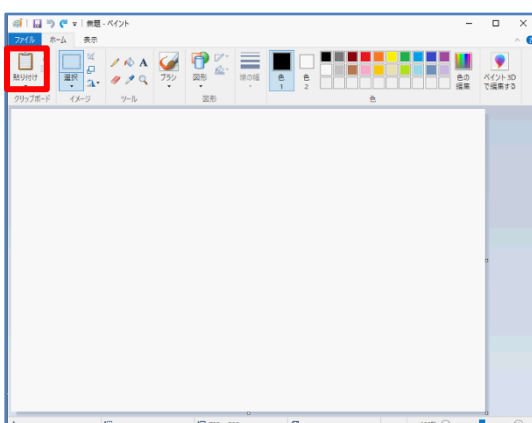 無題 - ペイント
ファイル ホーム 表示
貼り付け
選択
A
ブラシ
図形
線の幅
色
1
色
2
色の
編集
ペイント 3D
で編集する
クリップボード イメージ ツール 図形 色